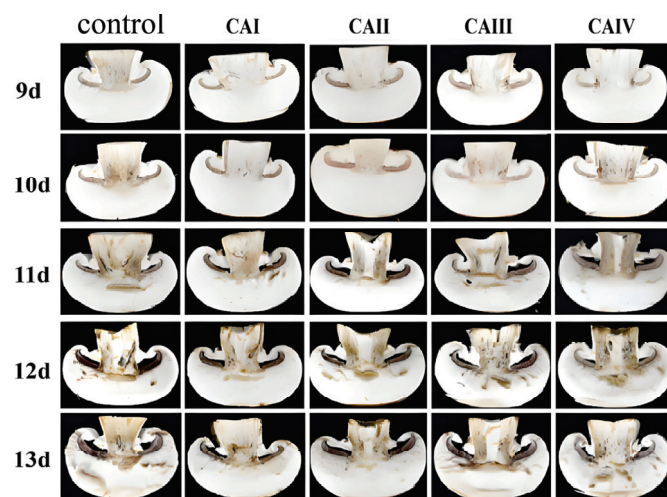 control CAI CAII CAIII CAIV
9d
10d
11d
12d
13d